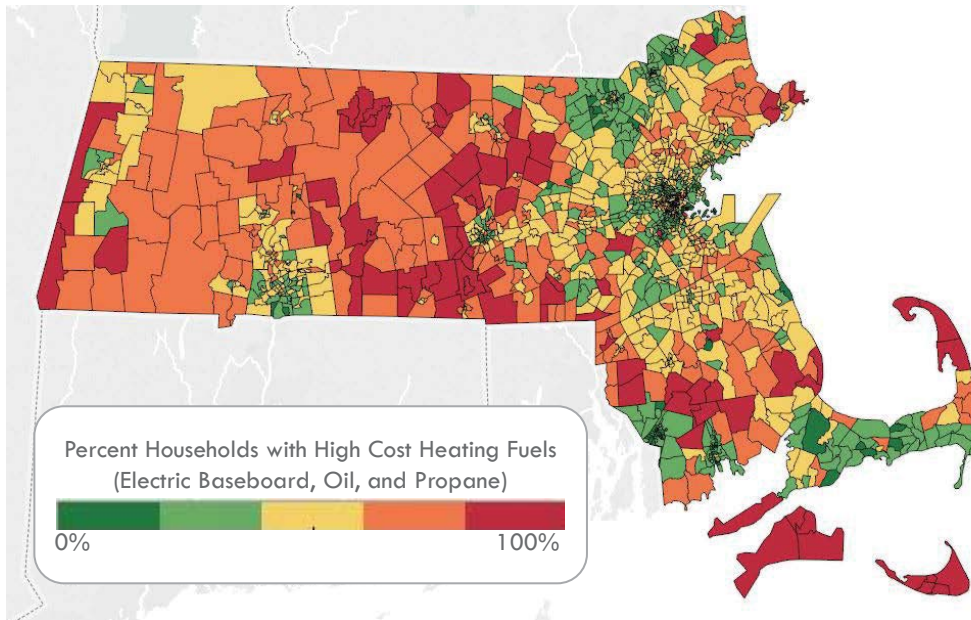 Percent Households with High Cost Heating Fuels
(Electric Baseboard, Oil, and Propane)
0% 100%